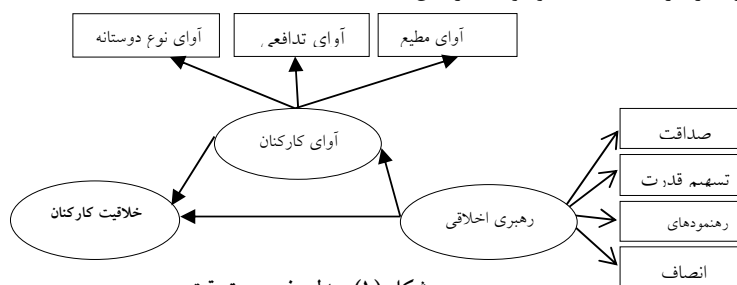 آوای نوع دوستانه
آوای تدافعی
آوای مطیع
آوای کارکنان
صداقت
تسهیم قدرت
خلاقیت کارکنان
رهبری اخلاقی
رهنمودهای
انصاف